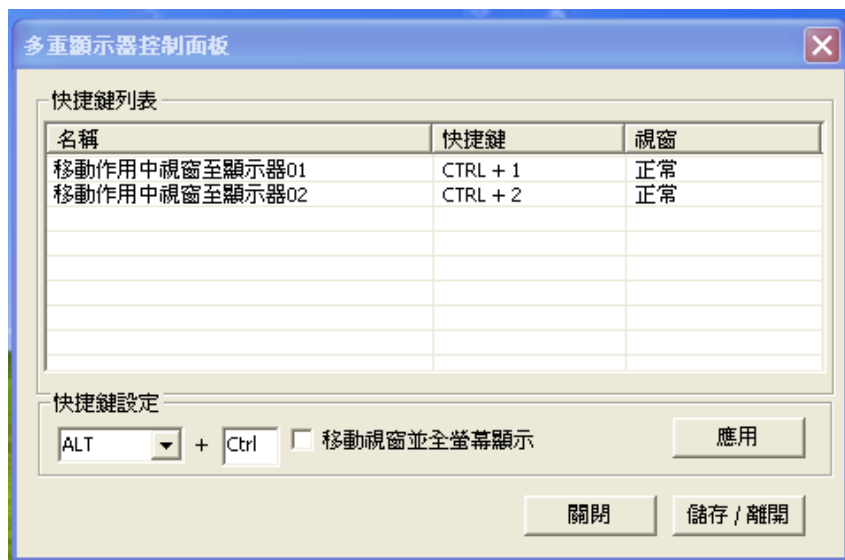 多重顯示器控制面板
快捷鍵列表
名稱 快捷鍵 視窗
移動作用中視窗至顯示器01 CTRL + 1 正常
移動作用中視窗至顯示器02 CTRL + 2 正常
快捷鍵設定
ALT + Ctrl 移動視窗並全螢幕顯示 應用
關閉 儲存 / 離開